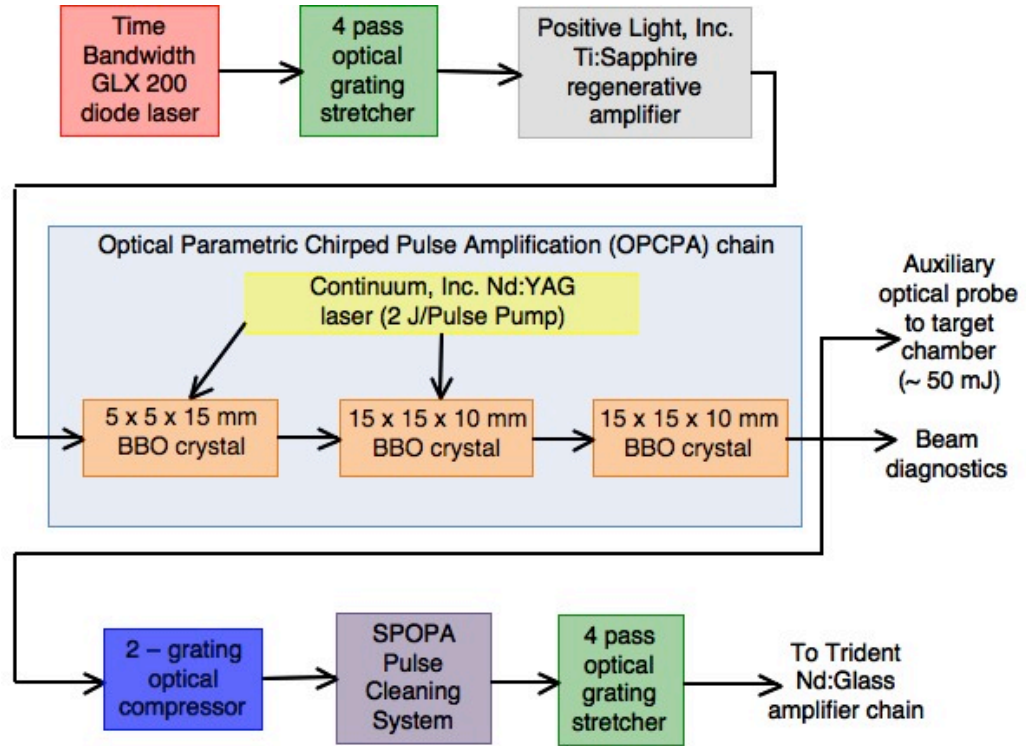 Time
Bandwidth
GLX 200
diode laser
4 pass
optical
grating
stretcher
Positive Light, Inc.
Ti:Sapphire
regenerative
amplifier
Optical Parametric Chirped Pulse Amplification (OPCPA) chain
Continuum, Inc. Nd:YAG
laser (2 J/Pulse Pump)
5 x 5 x 15 mm
BBO crystal
15 x 15 x 10 mm
BBO crystal
15 x 15 x 10 mm
BBO crystal
Auxiliary
optical probe
to target
chamber
(~ 50 mJ)
Beam
diagnostics
2 – grating
optical
compressor
SPOPA
Pulse
Cleaning
System
4 pass
optical
grating
stretcher
To Trident
Nd:Glass
amplifier chain